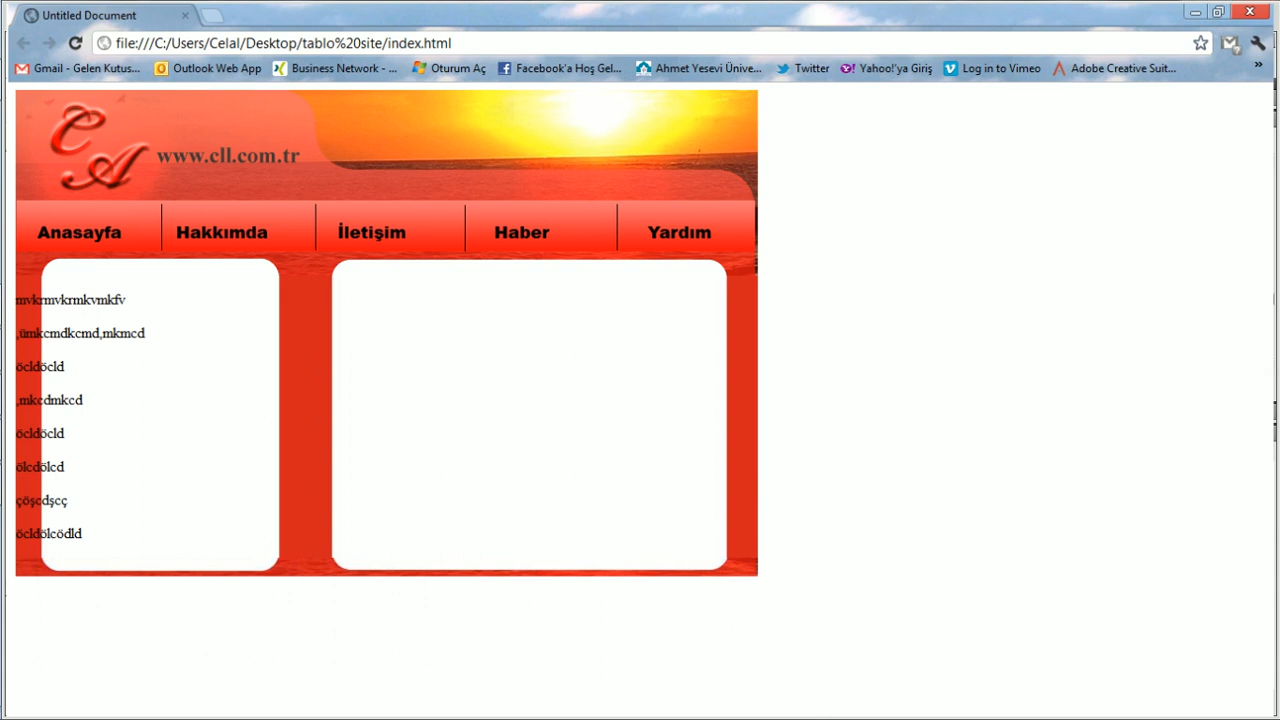 Untitled Document
file:///C:/Users/Celal/Desktop/tablo%20site/index.html
Gmail - Gelen Kutus... Outlook Web App Business Network - ... Oturum Aç Facebook'a Hoş Gel... Ahmet Yesevi Ünive... Twitter Yahoo!'ya Giriş Log in to Vimeo Adobe Creative Suit... »
CA www.cll.com.tr
Anasayfa Hakkımda İletişim Haber Yardım
mvkrmvkrmkvmkfv
,ümkcmdkcmd,mkmcd
öcldöcld
,mkcdmkcd
öcldöcld
ölcdölcd
çöşcdşcç
öcldölcödld